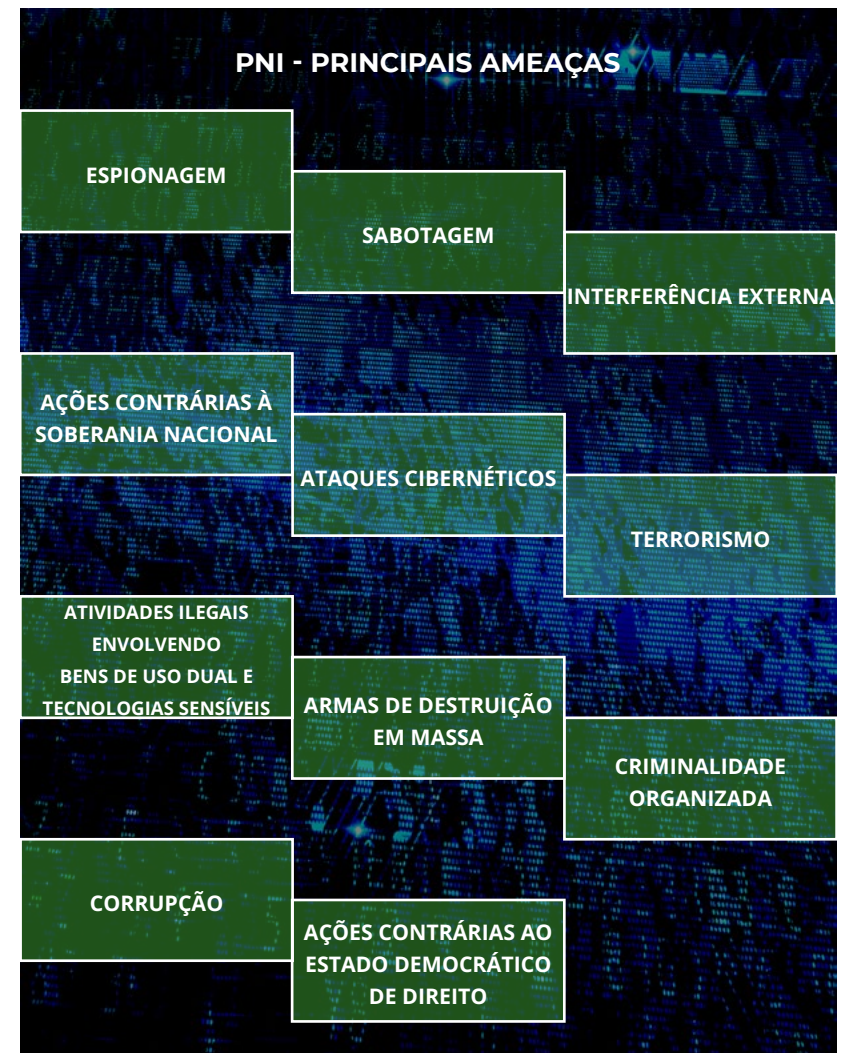 PNI - PRINCIPAIS AMEAÇAS
ESPIONAGEM
SABOTAGEM
INTERFERÊNCIA EXTERNA
AÇÕES CONTRÁRIAS À
SOBERANIA NACIONAL
ATAQUES CIBERNÉTICOS
TERRORISMO
ATIVIDADES ILEGAIS
ENVOLVENDO
BENS DE USO DUAL E
TECNOLOGIAS SENSÍVEIS
ARMAS DE DESTRUIÇÃO
EM MASSA
CRIMINALIDADE
ORGANIZADA
CORRUPÇÃO
AÇÕES CONTRÁRIAS AO
ESTADO DEMOCRÁTICO
DE DIREITO